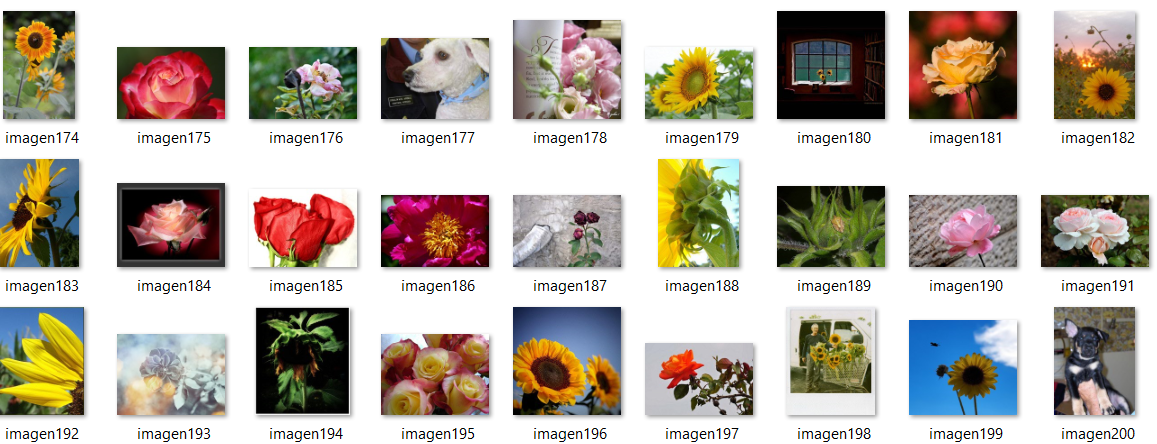 imagen174 imagen175 imagen176 imagen177 imagen178 imagen179 imagen180 imagen181 imagen182
imagen183 imagen184 imagen185 imagen186 imagen187 imagen188 imagen189 imagen190 imagen191
imagen192 imagen193 imagen194 imagen195 imagen196 imagen197 imagen198 imagen199 imagen200